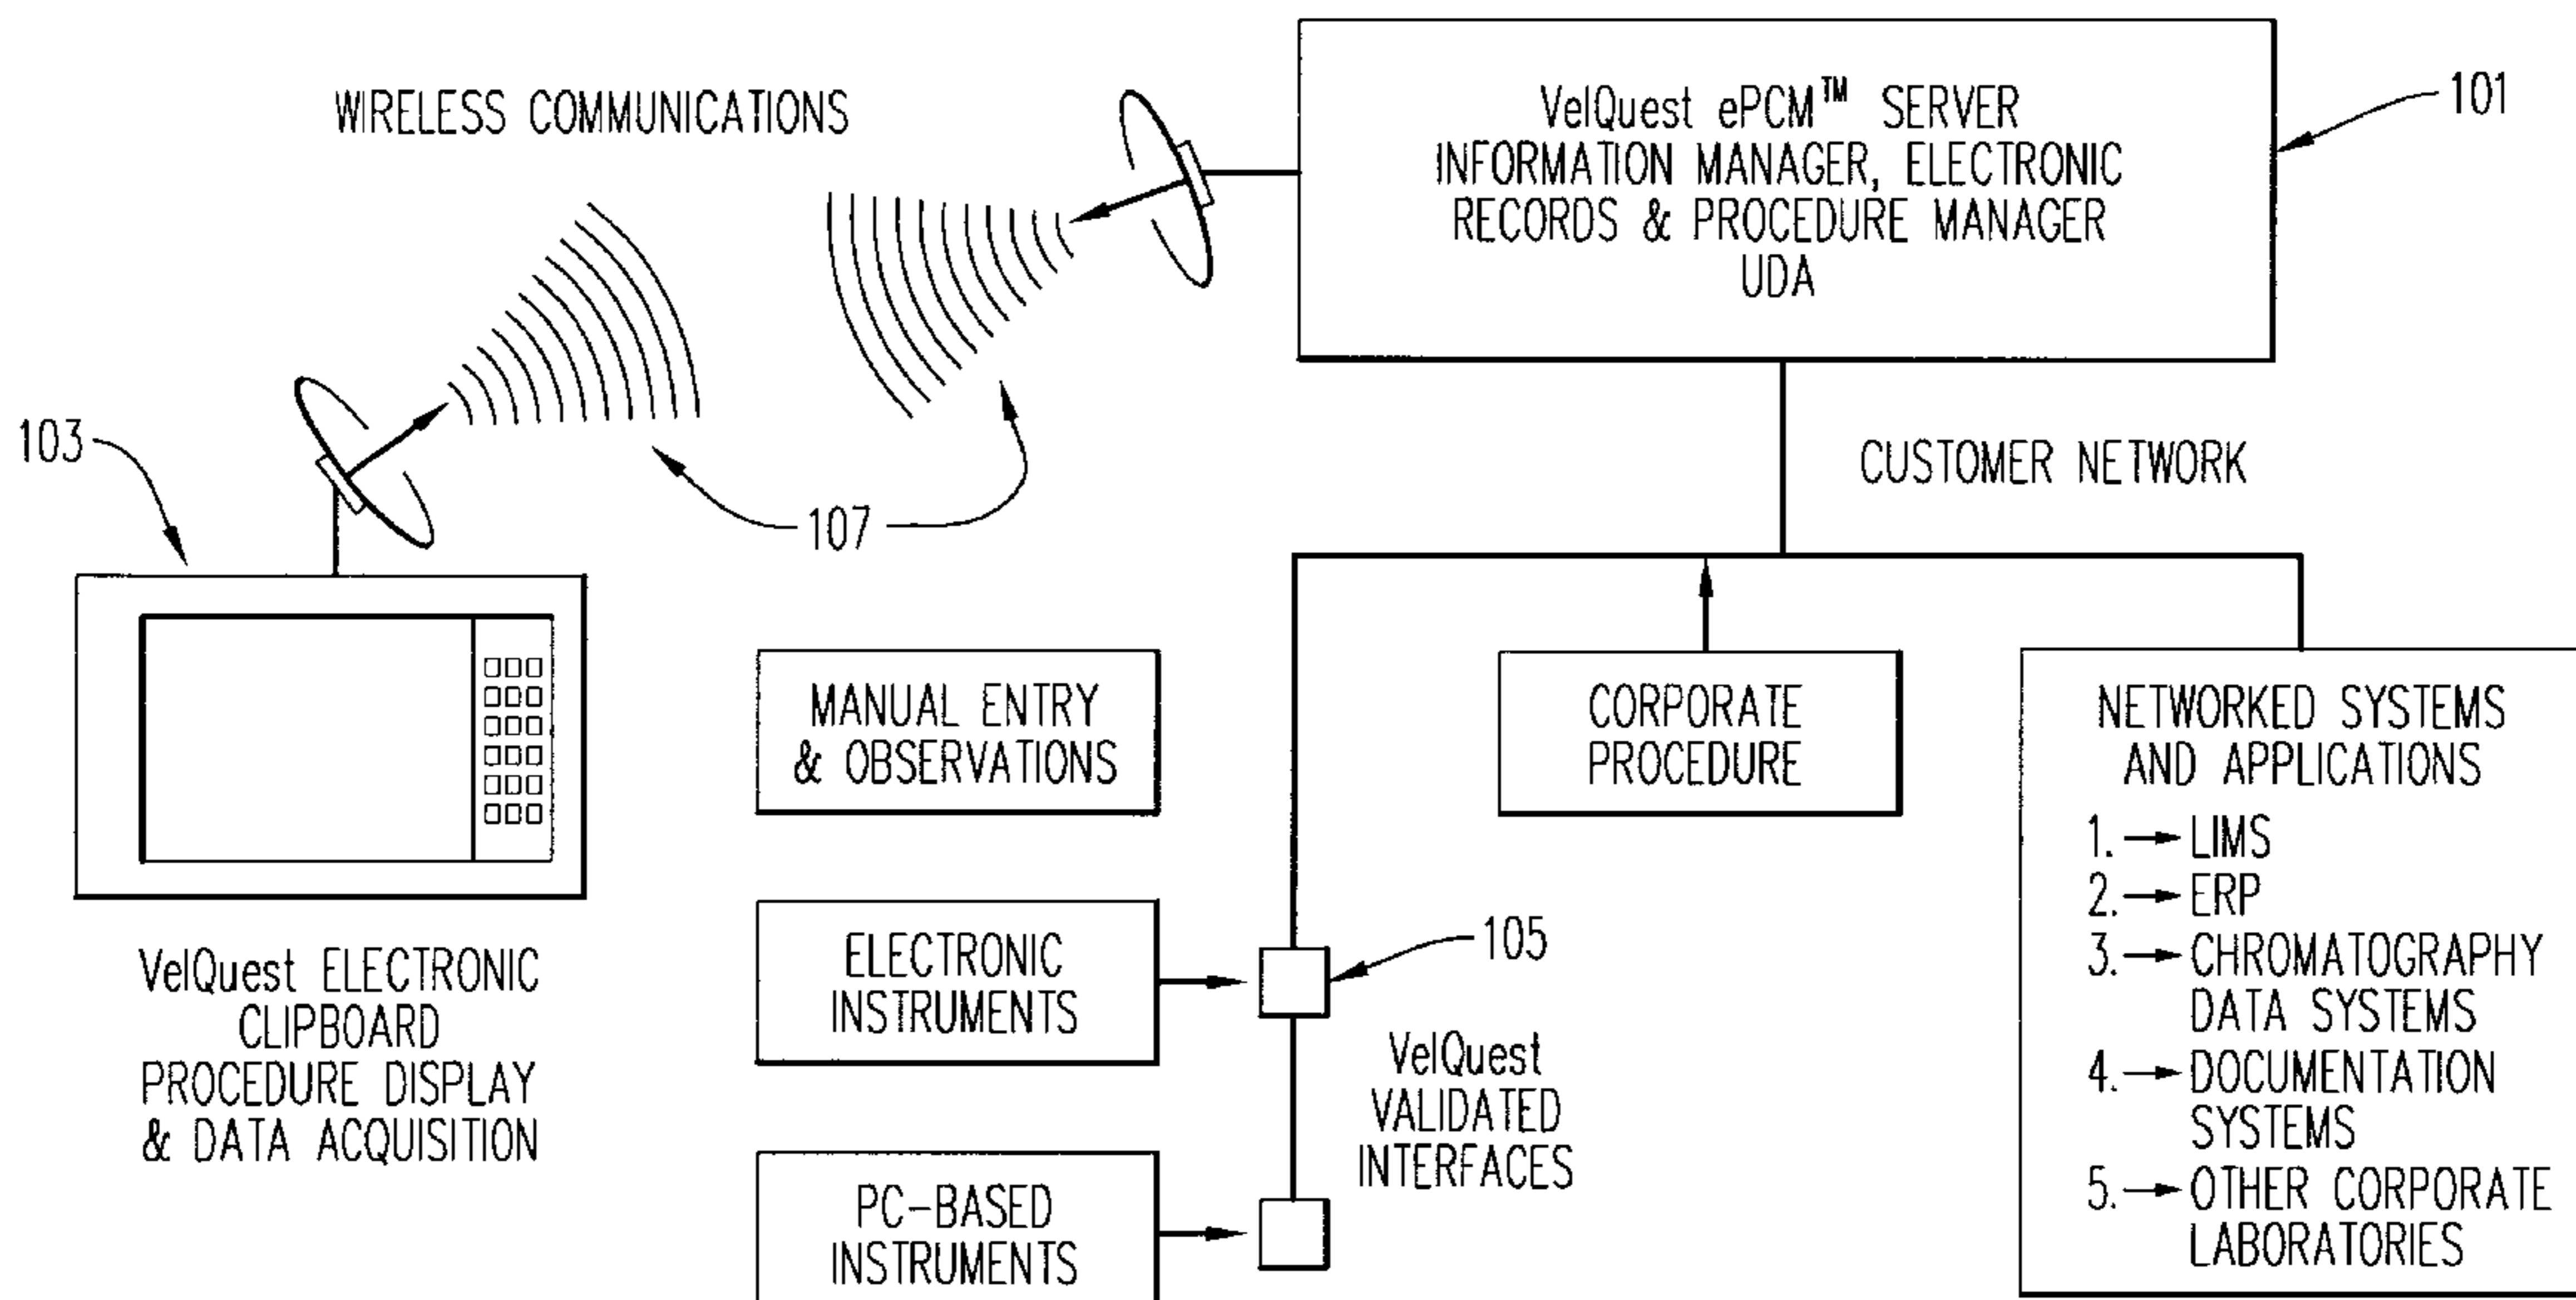 WIRELESS COMMUNICATIONS
VelQuest ePCM™ SERVER
INFORMATION MANAGER, ELECTRONIC
RECORDS & PROCEDURE MANAGER
UDA
101
103
107
CUSTOMER NETWORK
MANUAL ENTRY
& OBSERVATIONS
CORPORATE
PROCEDURE
NETWORKED SYSTEMS
AND APPLICATIONS
1. → LIMS
2. → ERP
3. → CHROMATOGRAPHY
DATA SYSTEMS
4. → DOCUMENTATION
SYSTEMS
5. → OTHER CORPORATE
LABORATORIES
VelQuest ELECTRONIC
CLIPBOARD
PROCEDURE DISPLAY
& DATA ACQUISITION
ELECTRONIC
INSTRUMENTS
105
VelQuest
VALIDATED
INTERFACES
PC-BASED
INSTRUMENTS